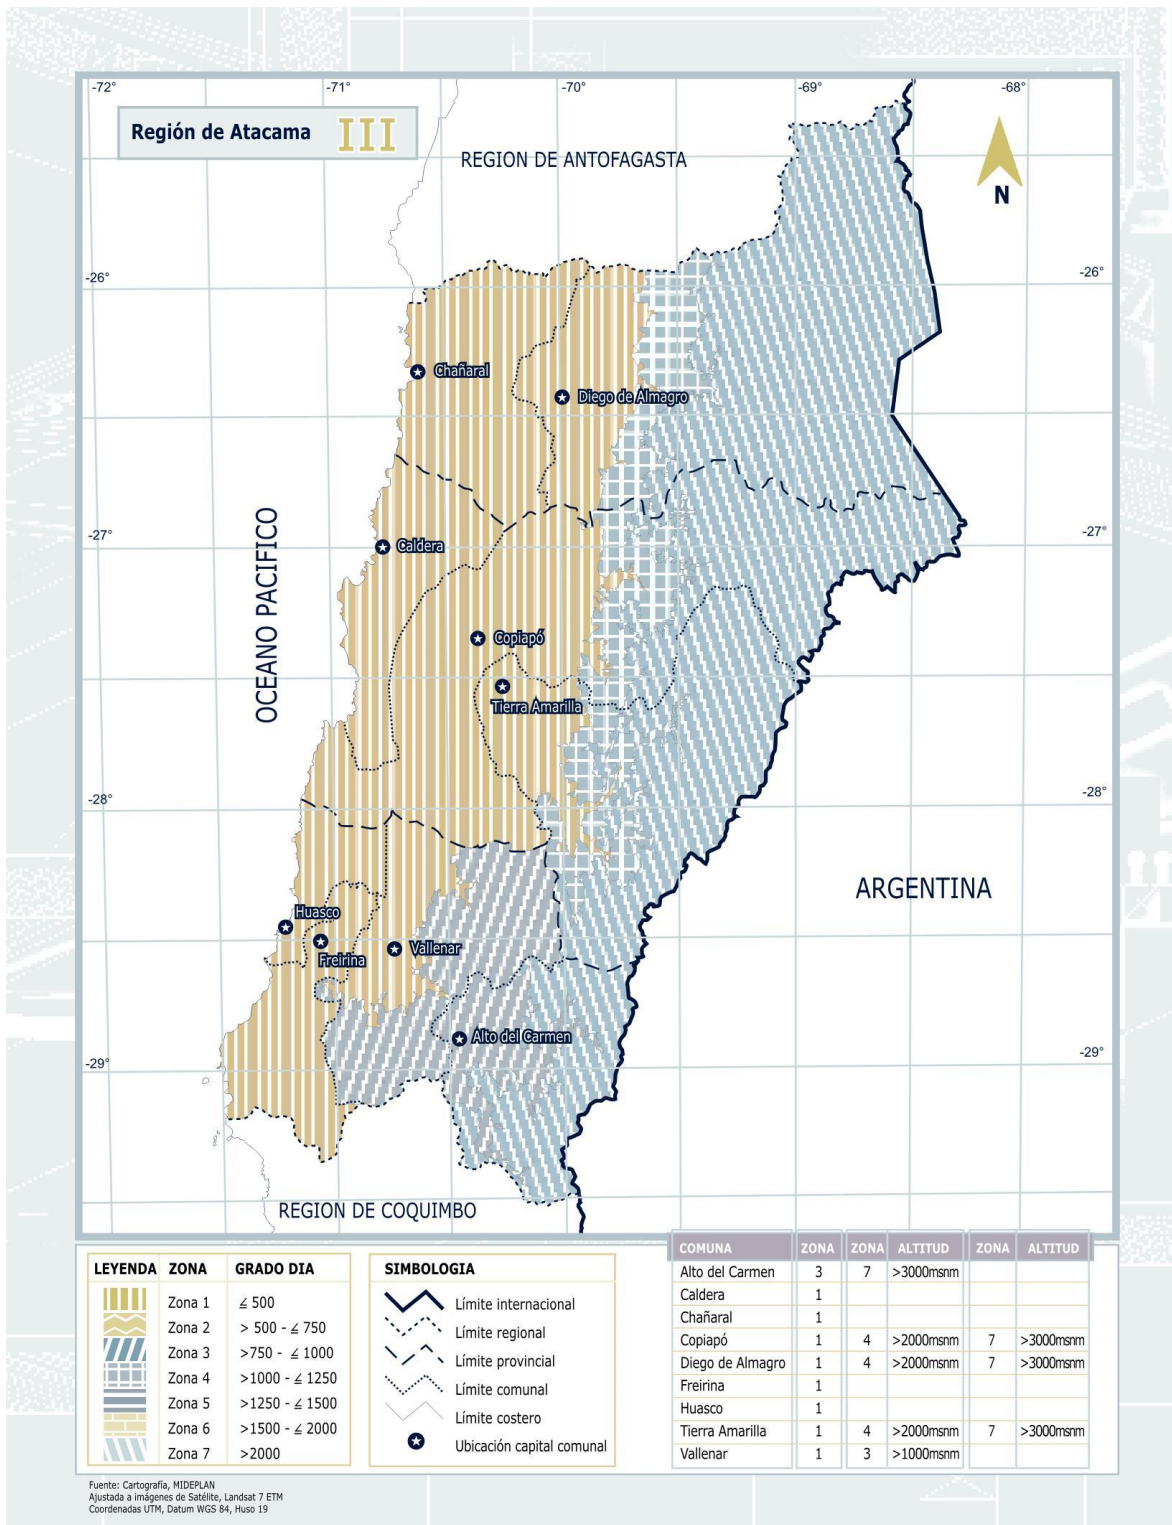 -72°
-71°
-70°
-69°
-68°
Región de Atacama III
REGION DE ANTOFAGASTA
N
-26°
-26°
Chañaral
Diego de Almagro
OCEANO PACIFICO
-27°
-27°
Caldera
Copiapó
Tierra Amarilla
-28°
-28°
ARGENTINA
Huasco
Freirina
Vallenar
Alto del Carmen
-29°
-29°
REGION DE COQUIMBO
LEYENDA ZONA GRADO DIA
Zona 1 ≤ 500
Zona 2 > 500 - ≤ 750
Zona 3 >750 - ≤ 1000
Zona 4 >1000 - ≤ 1250
Zona 5 >1250 - ≤ 1500
Zona 6 >1500 - ≤ 2000
Zona 7 >2000
SIMBOLOGIA
Límite internacional
Límite regional
Límite provincial
Límite comunal
Límite costero
Ubicación capital comunal
COMUNA ZONA ZONA ALTITUD ZONA ALTITUD
Alto del Carmen 3 7 >3000msnm
Caldera 1
Chañaral 1
Copiapó 1 4 >2000msnm 7 >3000msnm
Diego de Almagro 1 4 >2000msnm 7 >3000msnm
Freirina 1
Huasco 1
Tierra Amarilla 1 4 >2000msnm 7 >3000msnm
Vallenar 1 3 >1000msnm
Fuente: Cartografía, MIDEPLAN
Ajustada a imágenes de Satélite, Landsat 7 ETM
Coordenadas UTM, Datum WGS 84, Huso 19